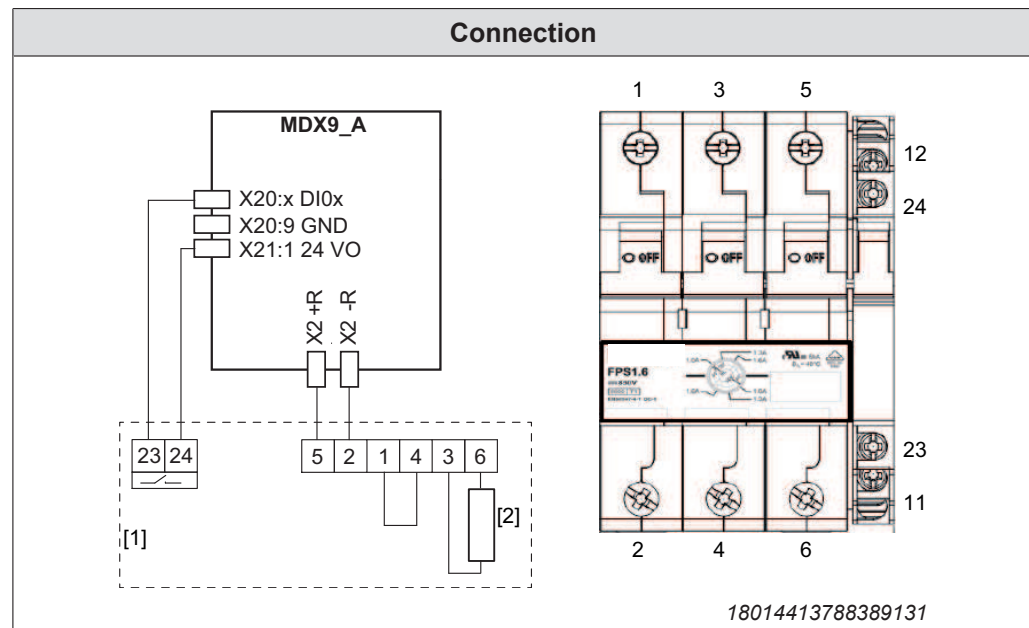 Connection
MDX9_A
X20:x DI0x
X20:9 GND
X21:1 24 VO
X2 +R
X2 -R
23 24
5 2 1 4 3 6
[1]
[2]
1 3 5
12
24
OFF OFF OFF
FPS1.6
23
11
2 4 6
18014413788389131